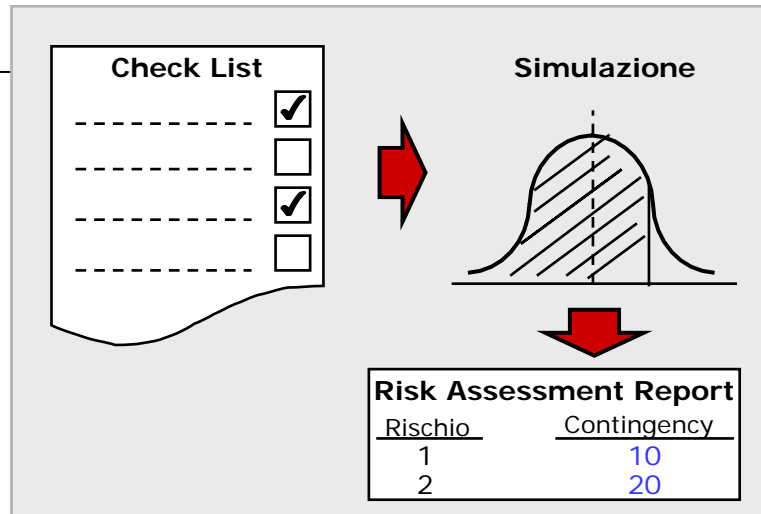 Check List
Simulazione
Risk Assessment Report
Rischio Contingency
1 10
2 20